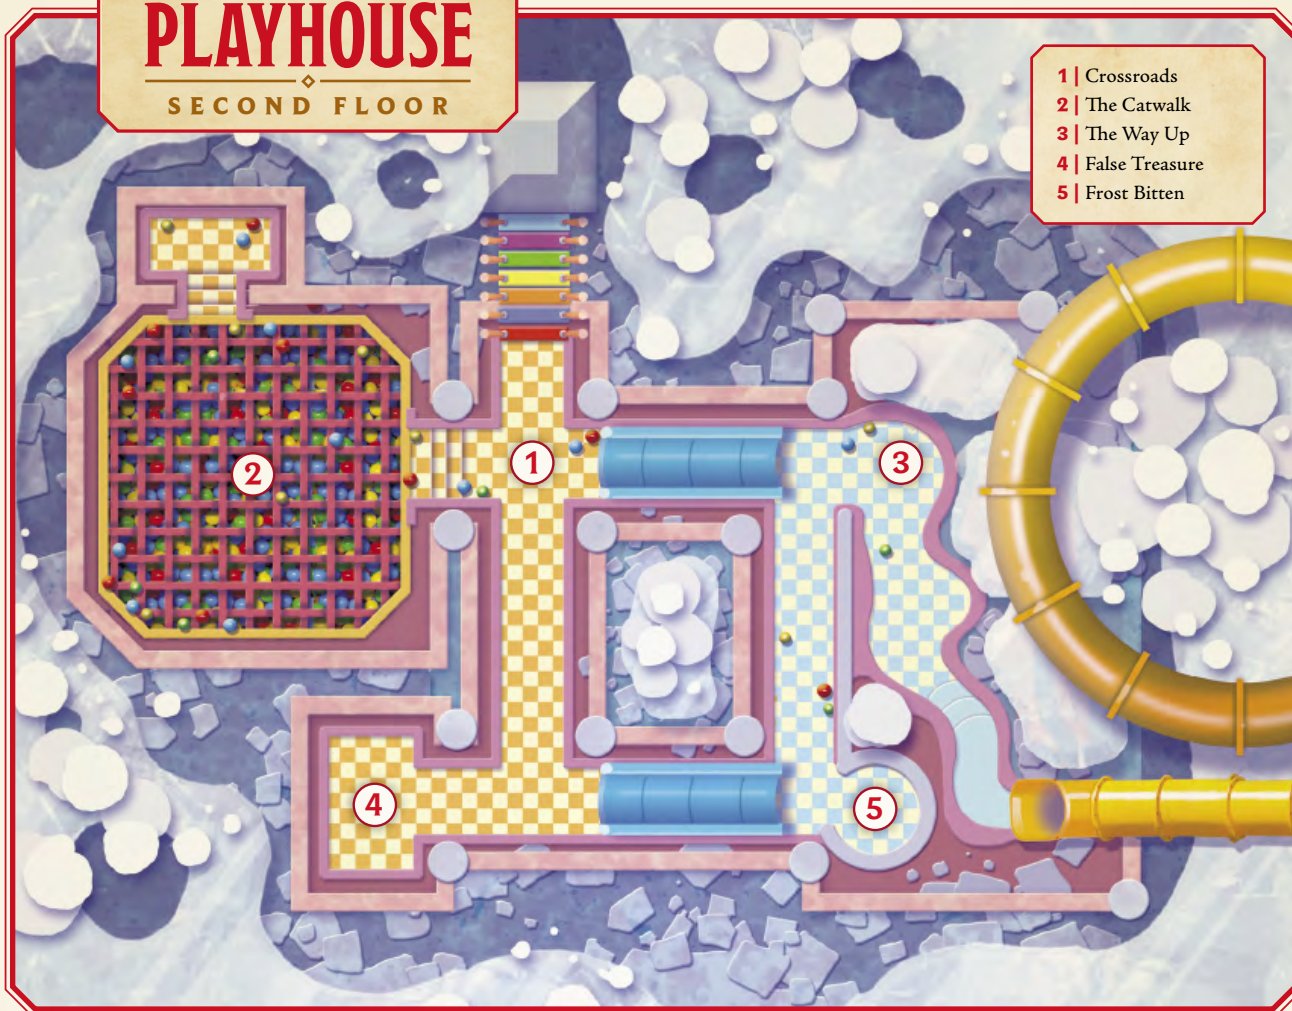 PLAYHOUSE
SECOND FLOOR
1 | Crossroads
2 | The Catwalk
3 | The Way Up
4 | False Treasure
5 | Frost Bitten
1
2
3
4
5